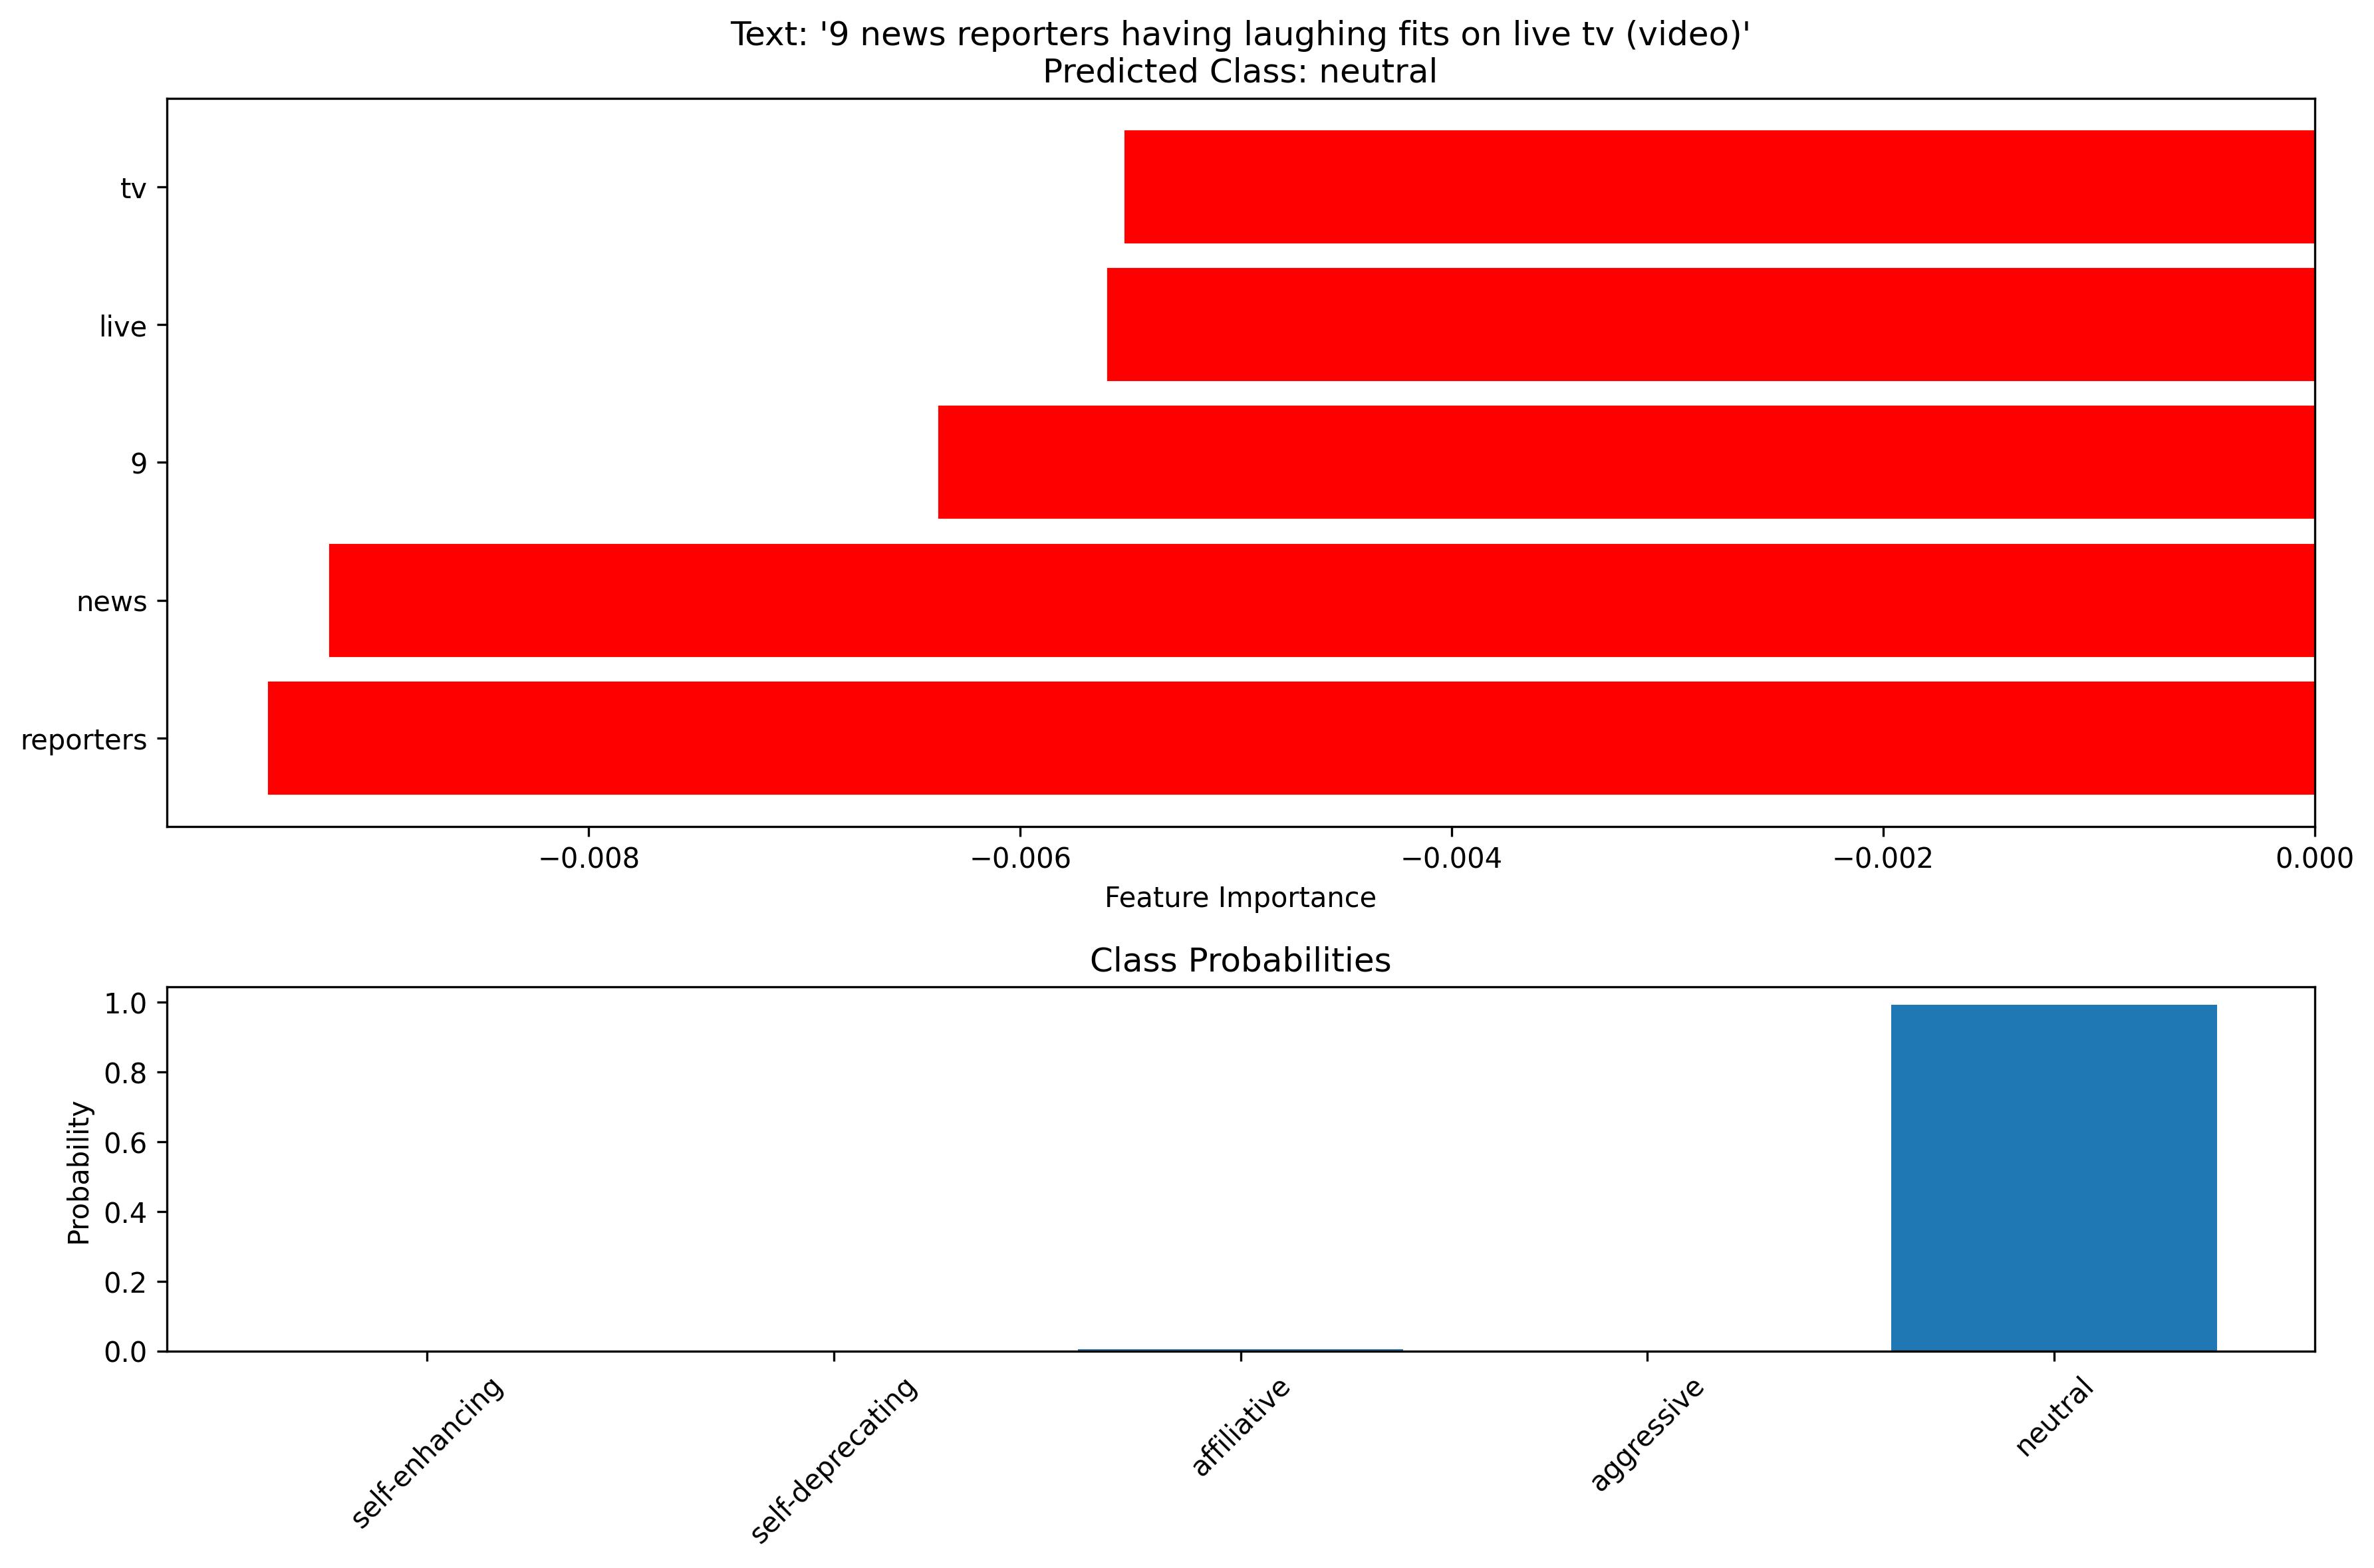 Text: '9 news reporters having laughing fits on live tv (video)'
Predicted Class: neutral
tv
live
9
news
reporters
−0.008
−0.006
−0.004
−0.002
0.000
Feature Importance
Class Probabilities
1.0
0.8
0.6
0.4
0.2
0.0
Probability
self-enhancing
self-deprecating
affiliative
aggressive
neutral